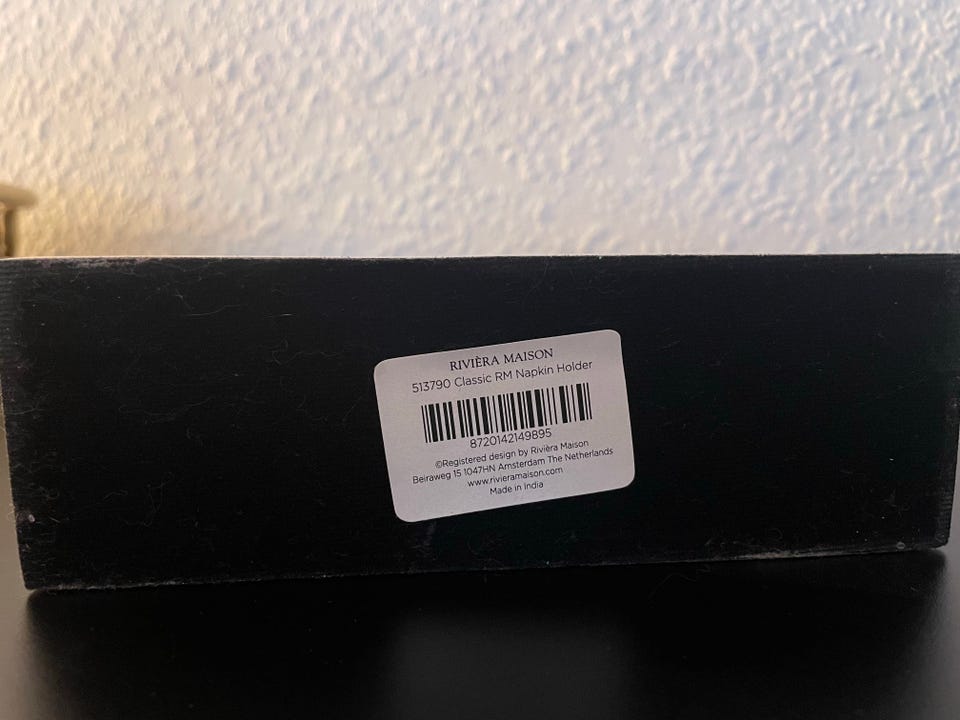 RIVIÈRA MAISON
513790 Classic RM Napkin Holder
8720142149895
©Registered design by Rivièra Maison
Beiraweg 15 1047HN Amsterdam The Netherlands
www.rivieramaison.com
Made in India